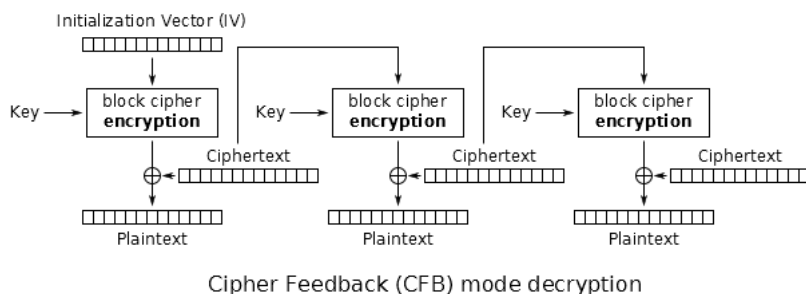 Initialization Vector (IV)
Key
block cipher
encryption
Ciphertext
Plaintext
Key
block cipher
encryption
Ciphertext
Plaintext
Key
block cipher
encryption
Ciphertext
Plaintext
Cipher Feedback (CFB) mode decryption